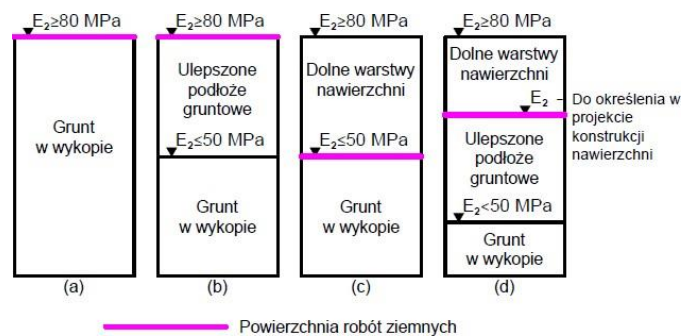 E₂≥80 MPa
Grunt
w wykopie
(a)
E₂≥80 MPa
Ulepszone
podłoże
gruntowe
E₂≤50 MPa
Grunt
w wykopie
(b)
E₂≥80 MPa
Dolne warstwy
nawierzchni
E₂≤50 MPa
Grunt
w wykopie
(c)
E₂≥80 MPa
Dolne warstwy
nawierzchni
E₂
Ulepszone
podłoże
gruntowe
E₂<50 MPa
Grunt
w wykopie
(d)
- Do określenia w
projekcie
konstrukcji
nawierzchni
Powierzchnia robót ziemnych